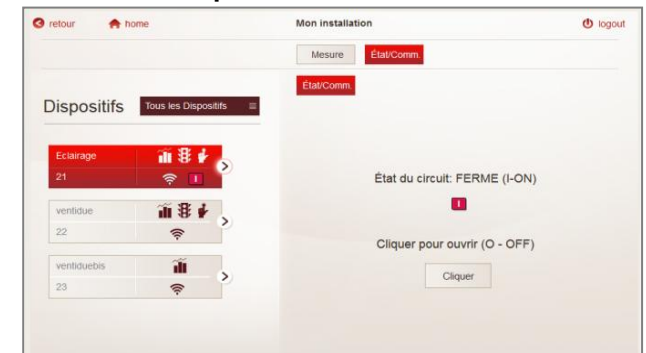 retour home Mon installation logout
Mesure État/Comm.
État/Comm.
Dispositifs Tous les Dispositifs
Eclairage
21 I
ventidue
22
ventiduebis
23
État du circuit: FERME (I-ON)
I
Cliquer pour ouvrir (O - OFF)
Cliquer